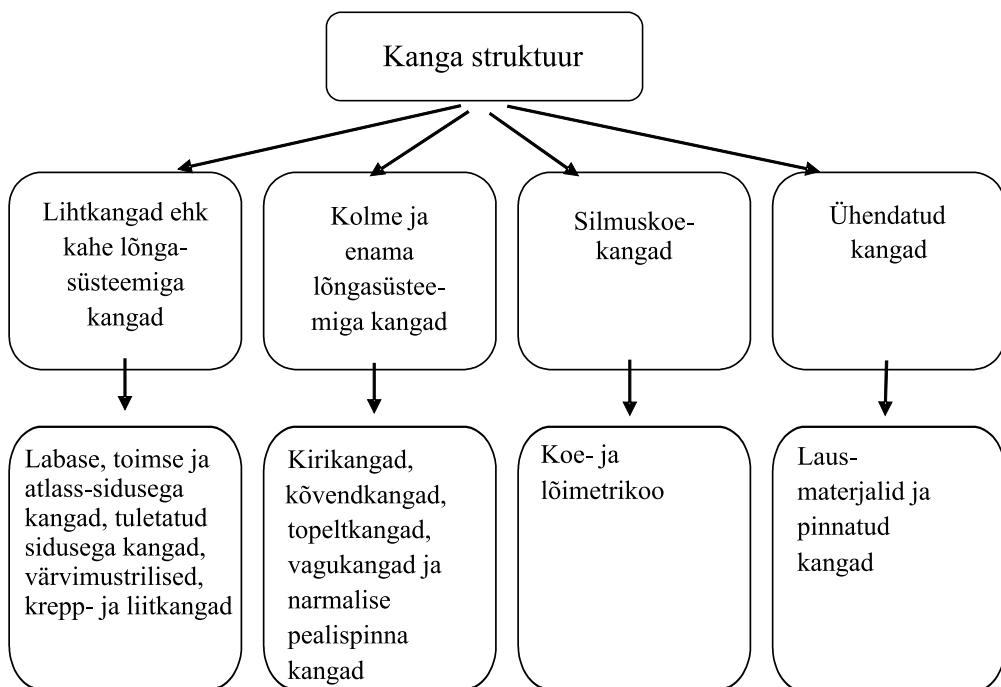 Kanga struktuur
Lihtkangad ehk
kahe lõnga-
süsteemiga
kangad
Kolme ja
enama
lõngasüstee-
miga kangad
Silmuskoe-
kangad
Ühendatud
kangad
Labase, toimse ja
atlass-sidusega
kangad, tuletatud
sidusega kangad,
värvimustrilised,
krepp- ja liitkangad
Kirikangad,
kõvendkangad,
topeltkangad,
vagukangad ja
narmalise
pealispinna
kangad
Koe- ja
lõimetrikoo
Laus-
materjalid ja
pinnatud
kangad